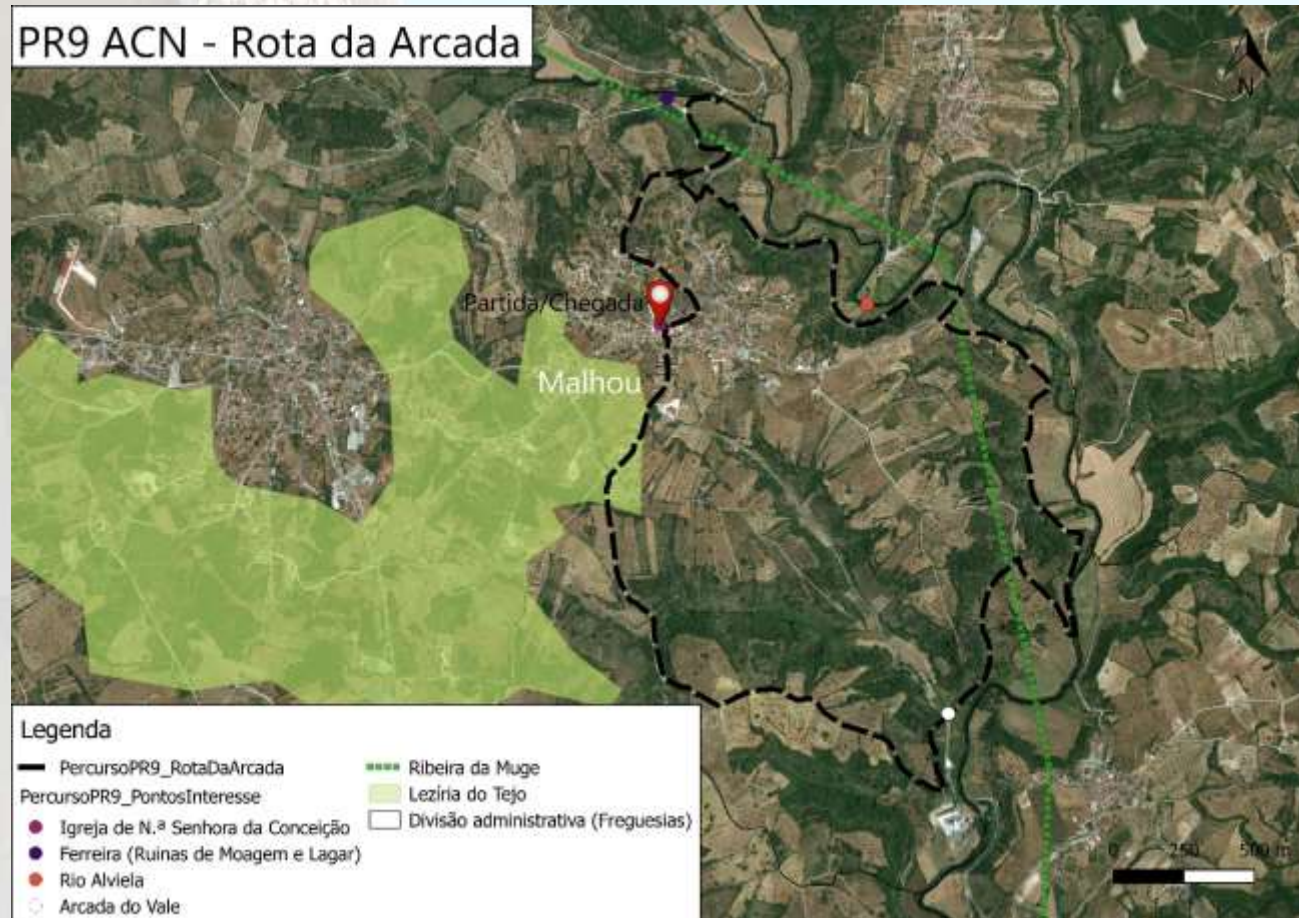 PR9 ACN - Rota da Arcada
N
Partida/Chegada
Malhou
Legenda
PercursoPR9_RotaDaArcada
PercursoPR9_PontosInteresse
Igreja de N.ª Senhora da Conceição
Ferreira (Ruinas de Moagem e Lagar)
Rio Alviela
Arcada do Vale
Ribeira da Muge
Lezíria do Tejo
Divisão administrativa (Freguesias)
0 250 500 m